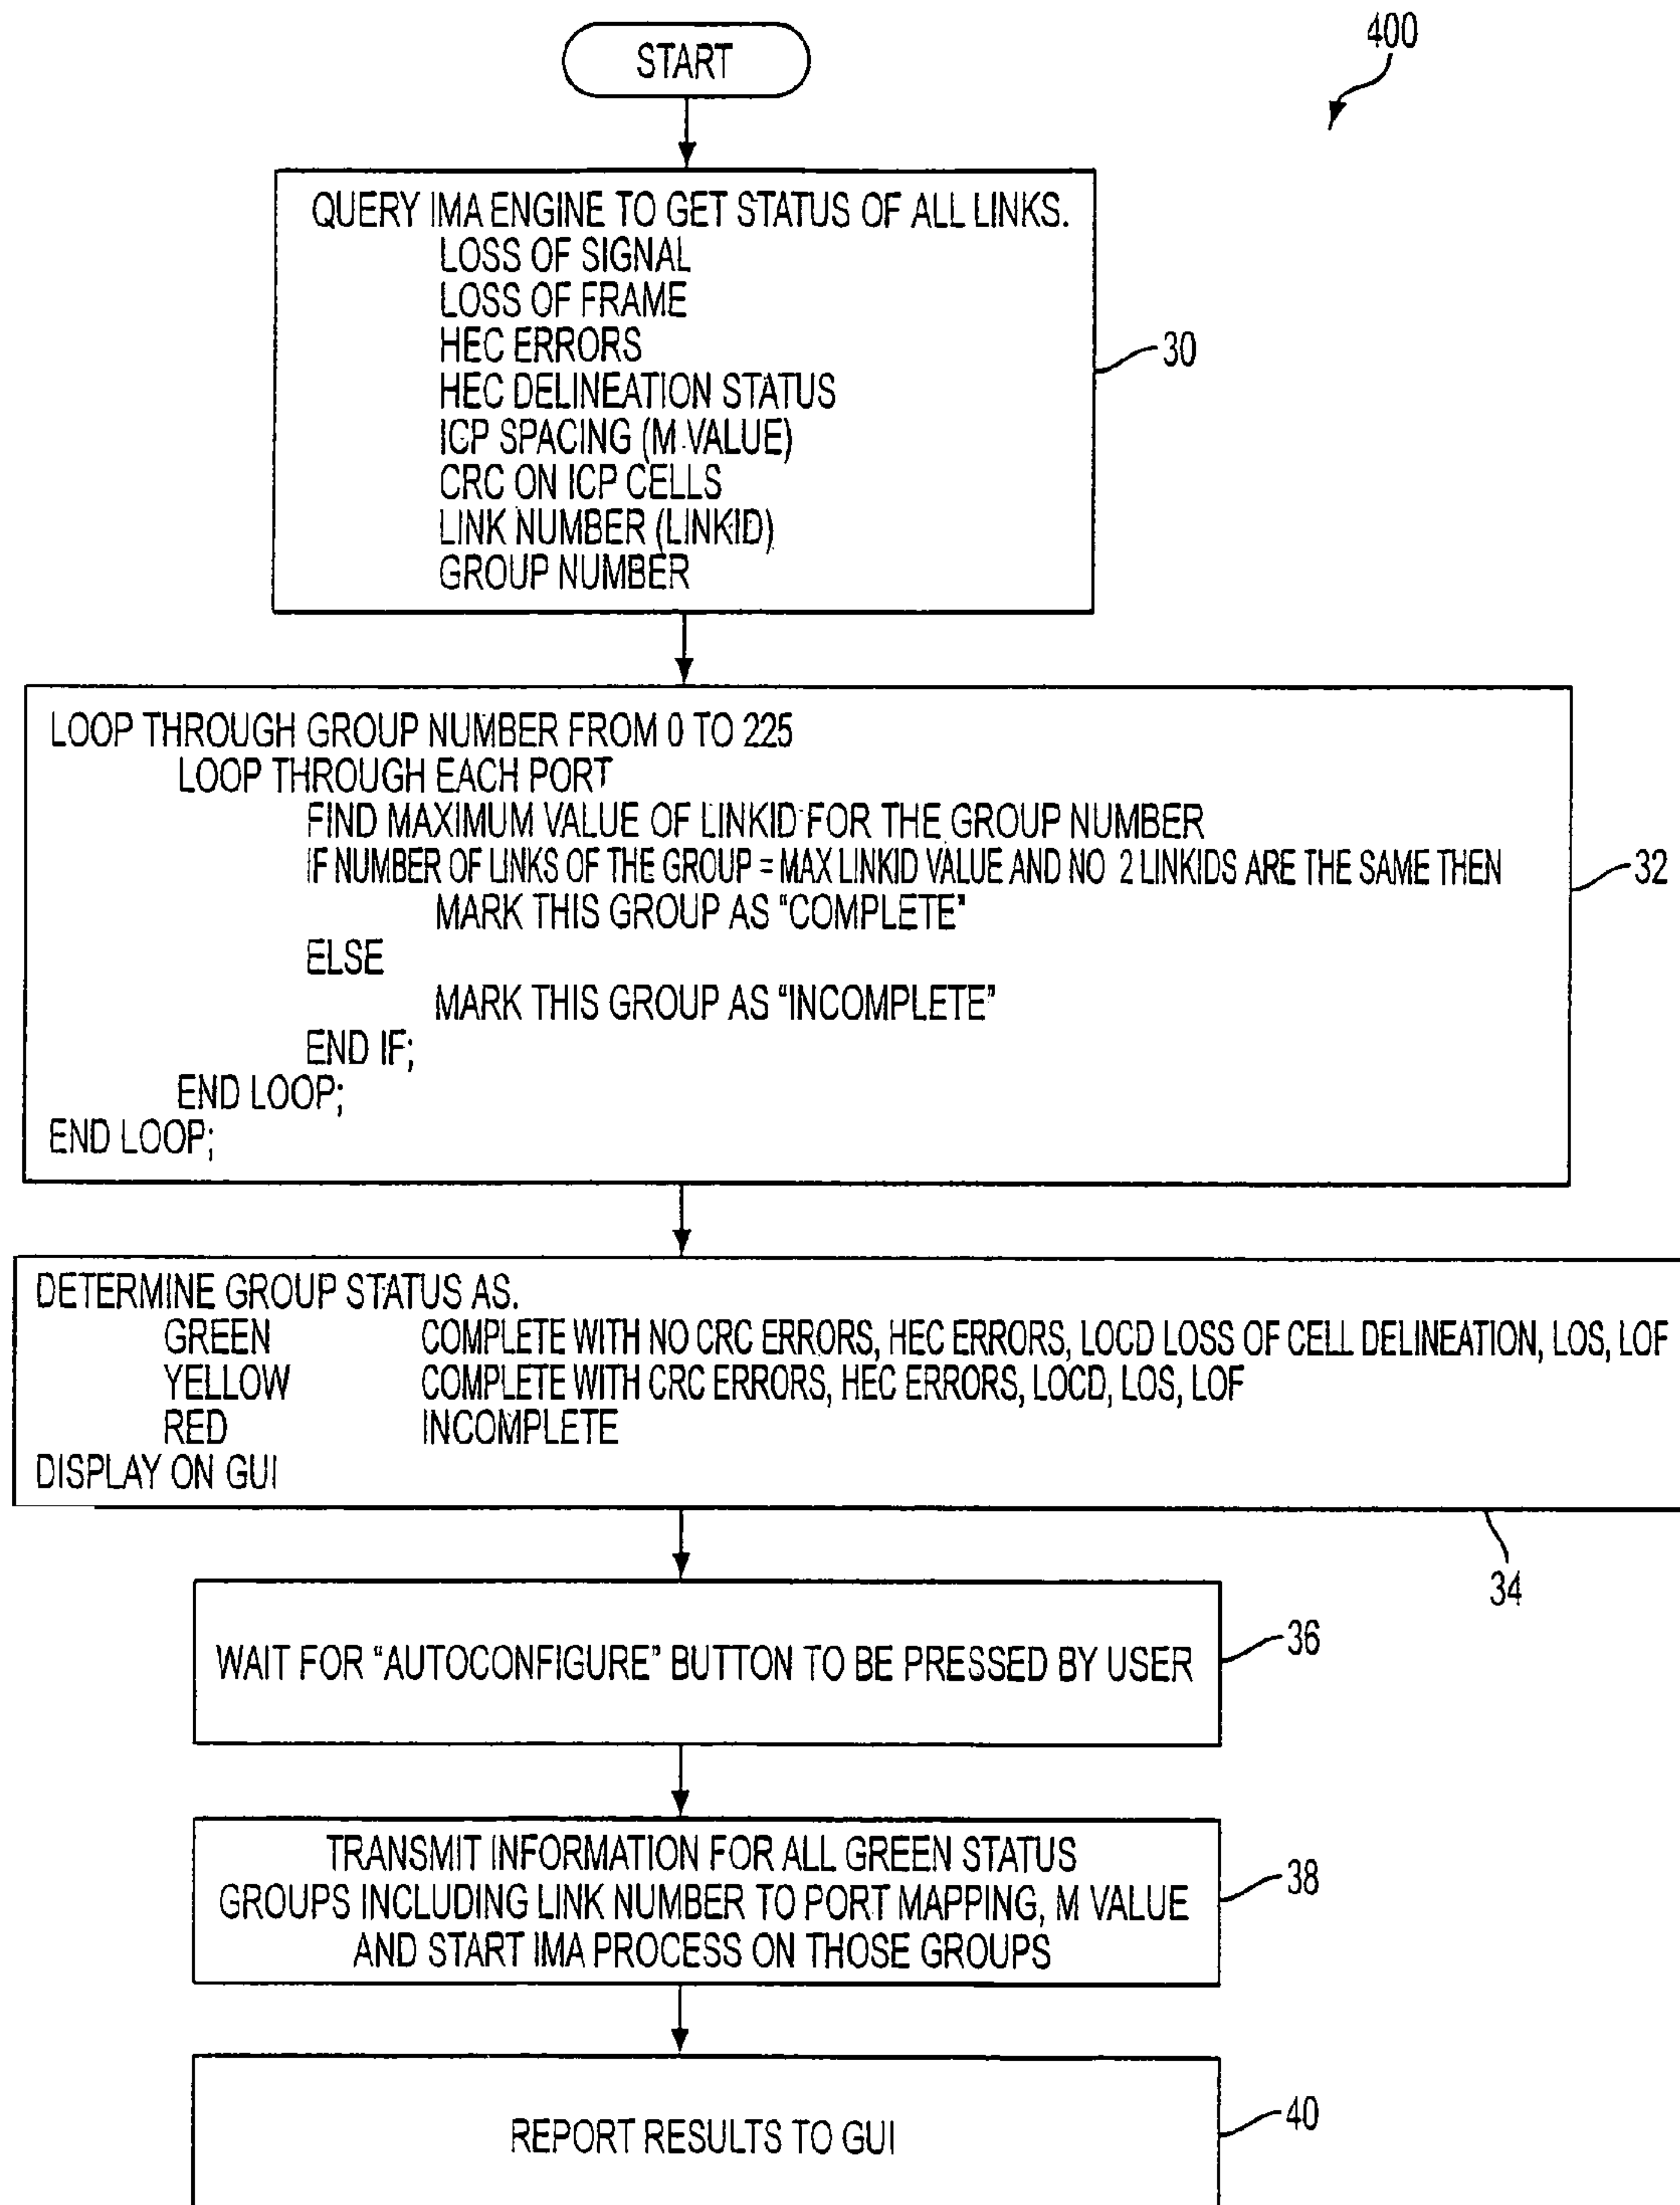 START
400
QUERY IMA ENGINE TO GET STATUS OF ALL LINKS.
LOSS OF SIGNAL
LOSS OF FRAME
HEC ERRORS
HEC DELINEATION STATUS
ICP SPACING (M VALUE)
CRC ON ICP CELLS
LINK NUMBER (LINKID)
GROUP NUMBER
30
LOOP THROUGH GROUP NUMBER FROM 0 TO 225
LOOP THROUGH EACH PORT
FIND MAXIMUM VALUE OF LINKID FOR THE GROUP NUMBER
IF NUMBER OF LINKS OF THE GROUP = MAX LINKID VALUE AND NO 2 LINKIDS ARE THE SAME THEN
MARK THIS GROUP AS "COMPLETE"
ELSE
MARK THIS GROUP AS "INCOMPLETE"
END IF;
END LOOP;
END LOOP;
32
DETERMINE GROUP STATUS AS.
GREEN COMPLETE WITH NO CRC ERRORS, HEC ERRORS, LOCD LOSS OF CELL DELINEATION, LOS, LOF
YELLOW COMPLETE WITH CRC ERRORS, HEC ERRORS, LOCD, LOS, LOF
RED INCOMPLETE
DISPLAY ON GUI
34
WAIT FOR "AUTOCONFIGURE" BUTTON TO BE PRESSED BY USER
36
TRANSMIT INFORMATION FOR ALL GREEN STATUS
GROUPS INCLUDING LINK NUMBER TO PORT MAPPING, M VALUE
AND START IMA PROCESS ON THOSE GROUPS
38
REPORT RESULTS TO GUI
40